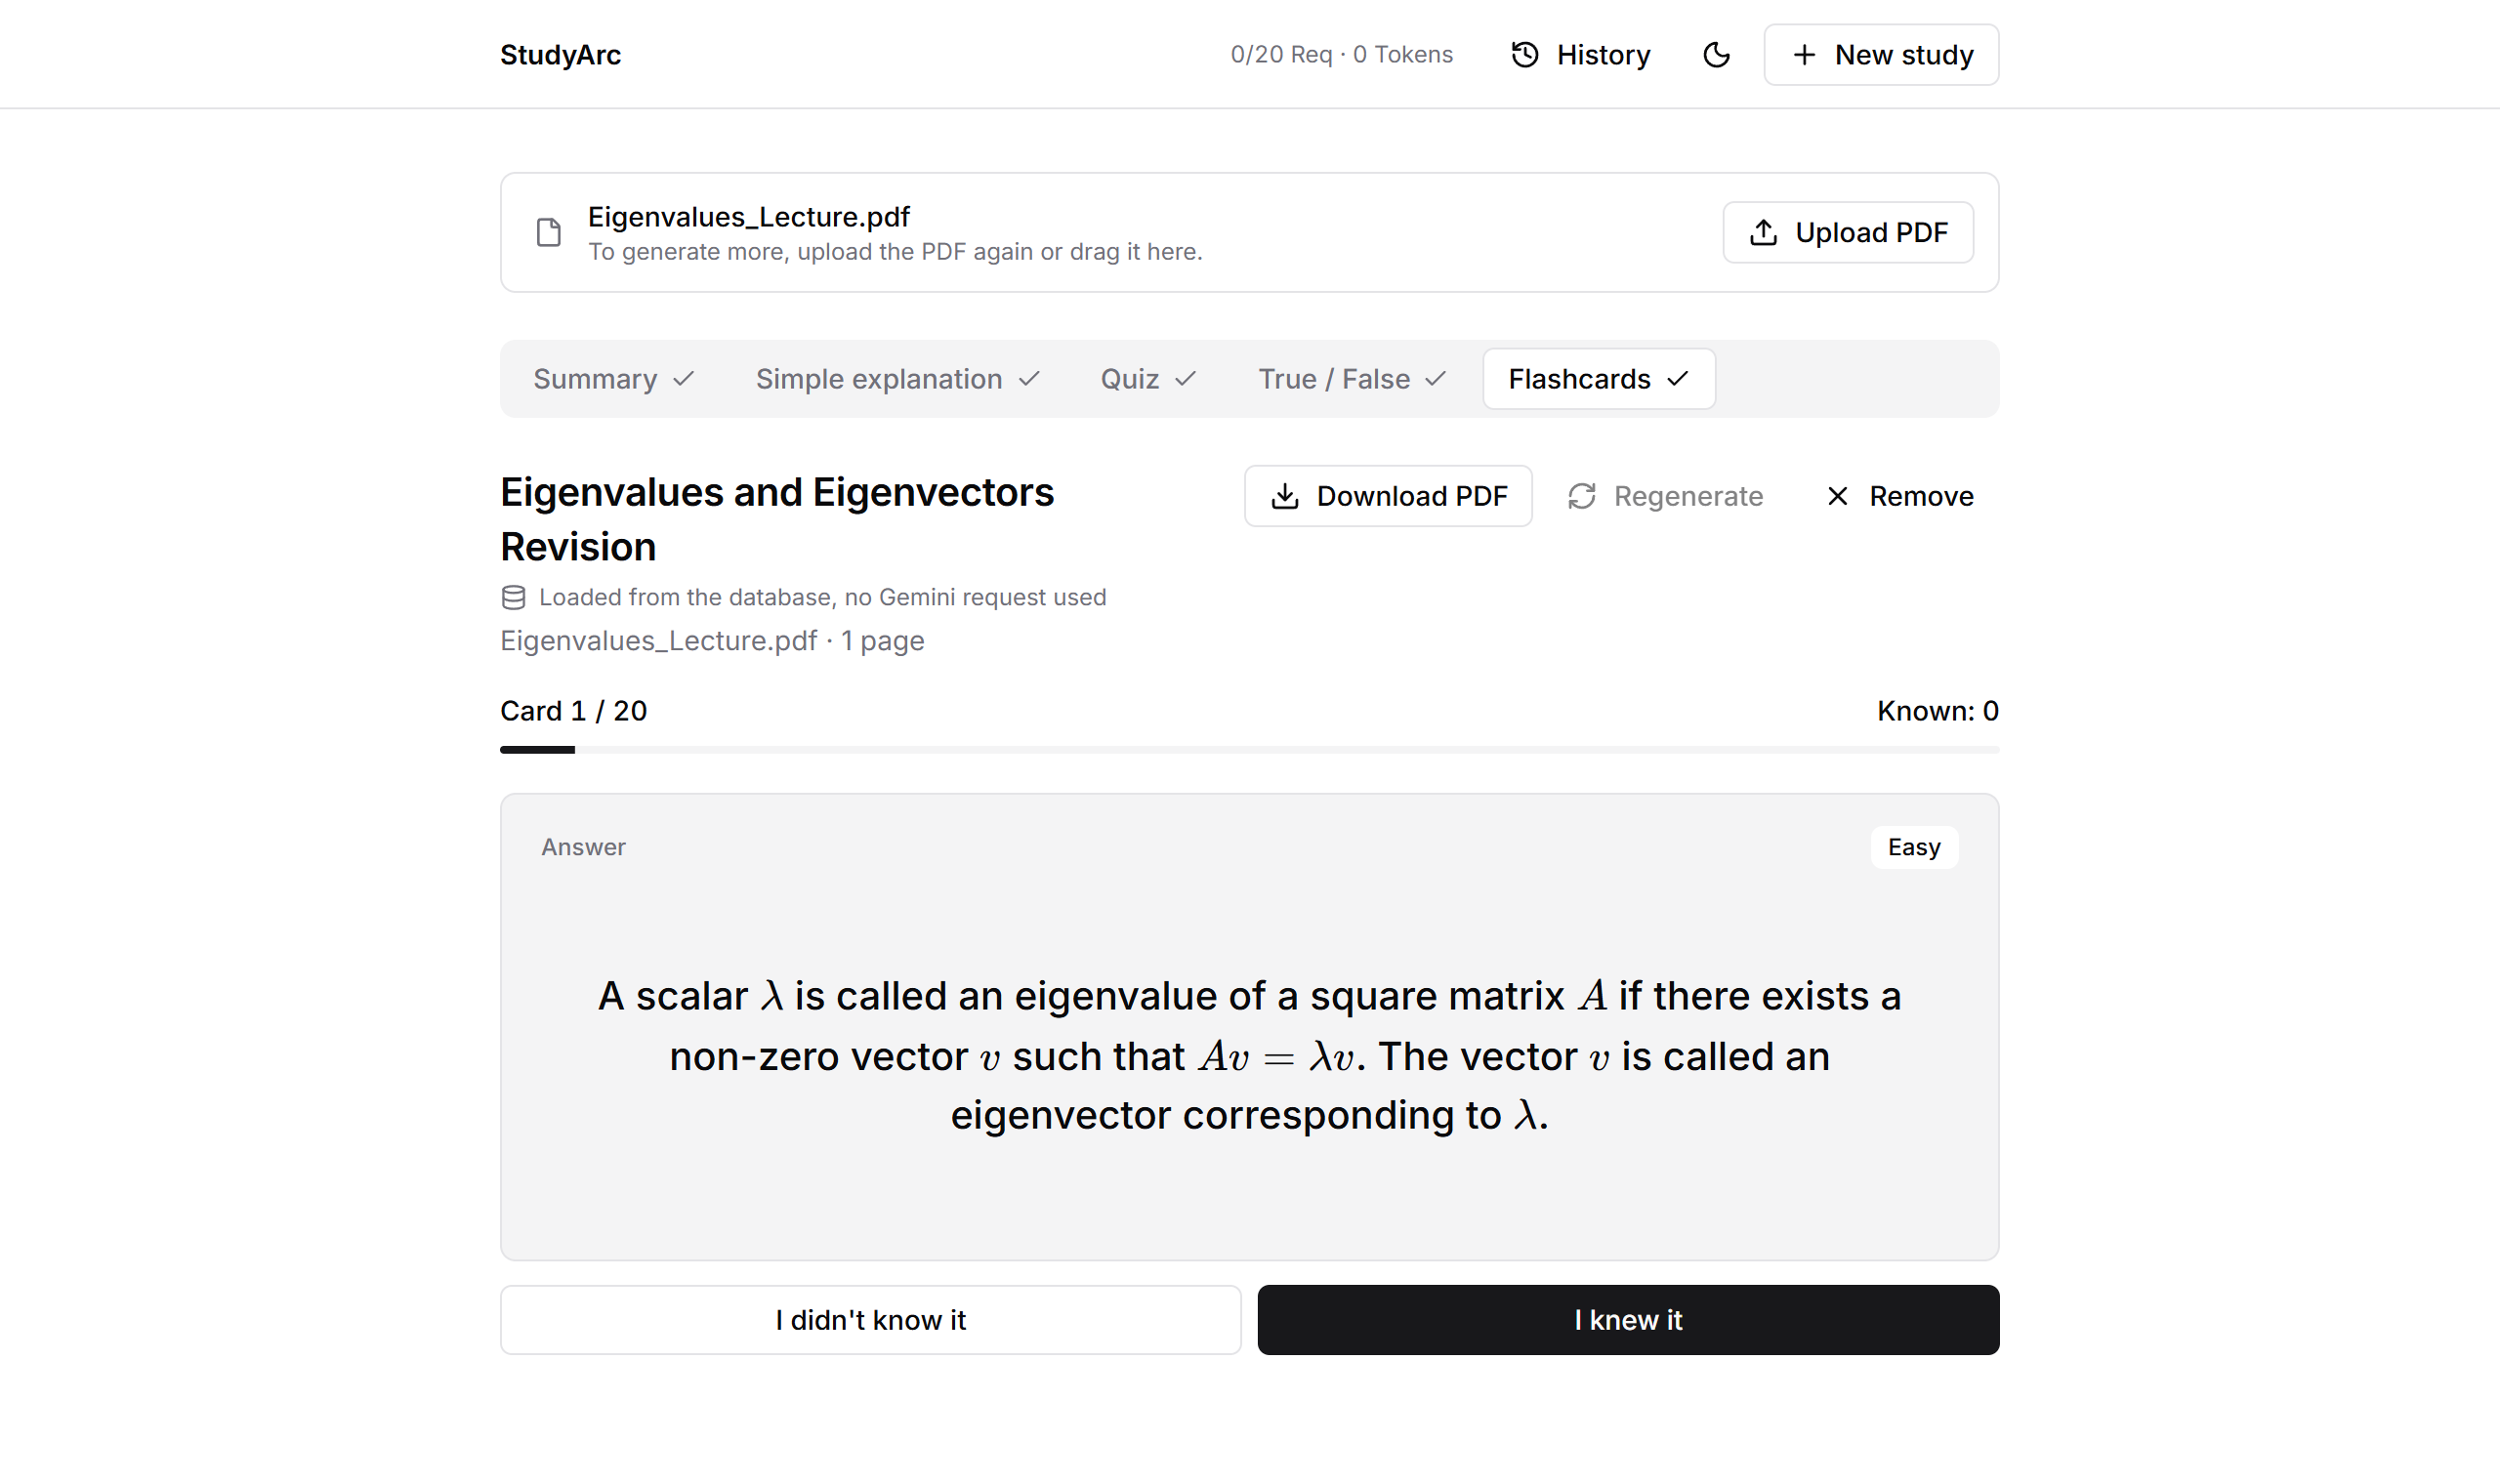 StudyArc
0/20 Req · 0 Tokens
History
New study
Eigenvalues_Lecture.pdf
To generate more, upload the PDF again or drag it here.
Upload PDF
Summary
Simple explanation
Quiz
True / False
Flashcards
Eigenvalues and Eigenvectors
Revision
Download PDF
Regenerate
Remove
Loaded from the database, no Gemini request used
Eigenvalues_Lecture.pdf · 1 page
Card 1 / 20
Known: 0
Answer
Easy
A scalar λ is called an eigenvalue of a square matrix A if there exists a
non-zero vector v such that Av = λv. The vector v is called an
eigenvector corresponding to λ.
I didn't know it
I knew it